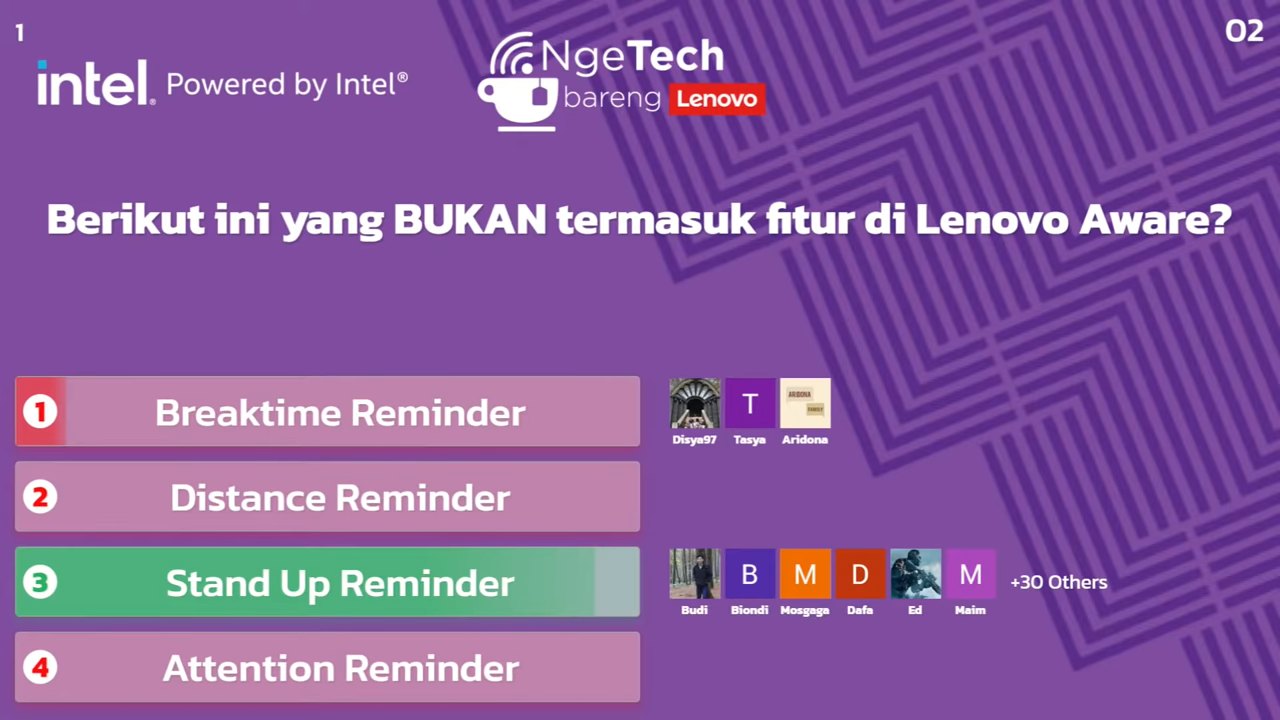 1
02
intel. Powered by Intel®
NgeTech
bareng Lenovo
Berikut ini yang BUKAN termasuk fitur di Lenovo Aware?
1 Breaktime Reminder
T
ARIDONA
FAMILY
Disya97 Tasya Aridona
2 Distance Reminder
3 Stand Up Reminder
B M D M
+30 Others
Budi Biondi Mosgaga Dafa Ed Maim
4 Attention Reminder